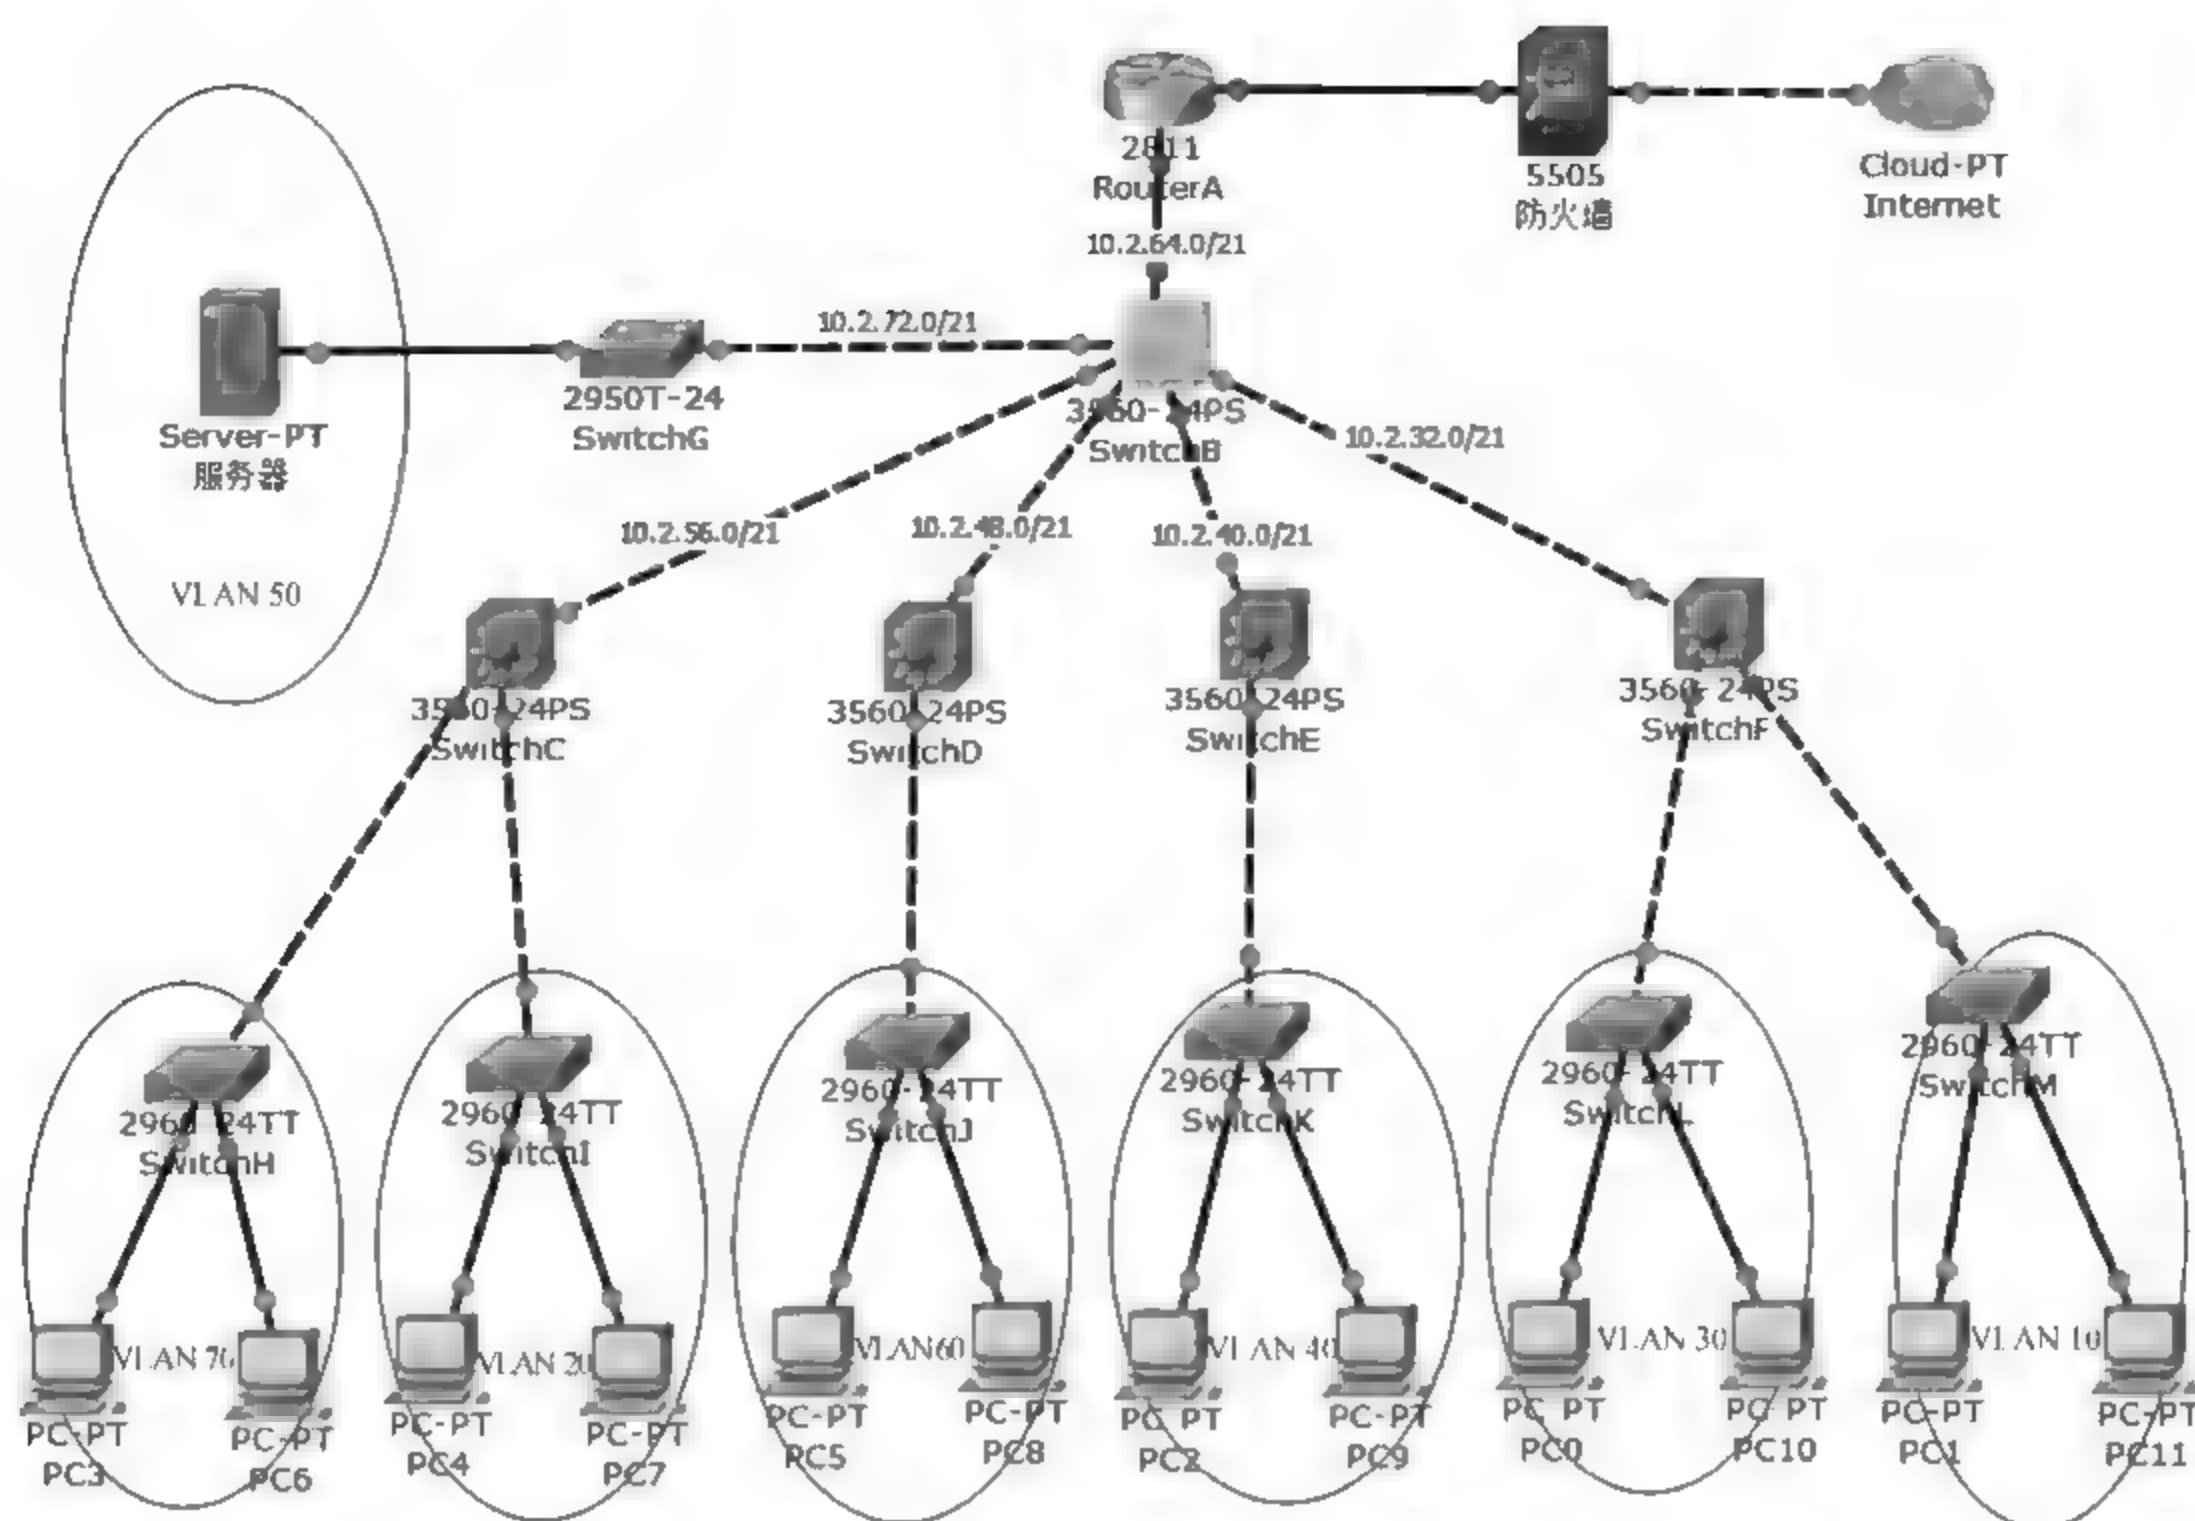 2811
RouterA
5505
防火墙
Cloud-PT
Internet
10.2.64.0/21
Server-PT
服务器
VLAN 50
2950T-24
SwitchG
10.2.72.0/21
3560-24PS
SwitchB
10.2.56.0/21
10.2.48.0/21
10.2.40.0/21
10.2.32.0/21
3560-24PS
SwitchC
3560-24PS
SwitchD
3560-24PS
SwitchE
3560-24PS
SwitchF
2960-24TT
SwitchH
2960-24TT
SwitchI
2960-24TT
SwitchJ
2960-24TT
SwitchK
2960-24TT
SwitchL
2960-24TT
SwitchM
VLAN 70
VLAN 20
VLAN60
VLAN 40
VLAN 30
VLAN 10
PC-PT
PC3
PC-PT
PC6
PC-PT
PC4
PC-PT
PC7
PC-PT
PC5
PC-PT
PC8
PC-PT
PC2
PC-PT
PC9
PC-PT
PC0
PC-PT
PC10
PC-PT
PC1
PC-PT
PC11